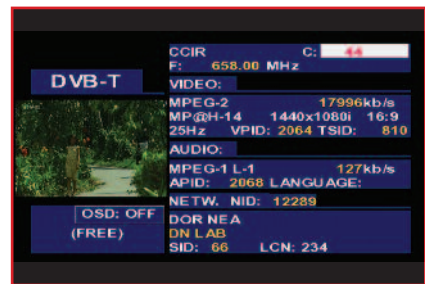 CCIR C: 44
F: 658.00 MHz
DVB-T
VIDEO:
MPEG-2 17996kb/s
MP@H-14 1440x1080i 16:9
25Hz VPID: 2064 TSID: 810
AUDIO:
MPEG-1 L-1 127kb/s
APID: 2068 LANGUAGE:
NETW. NID: 12289
OSD: OFF
(FREE)
DOR NEA
DN LAB
SID: 66 LCN: 234